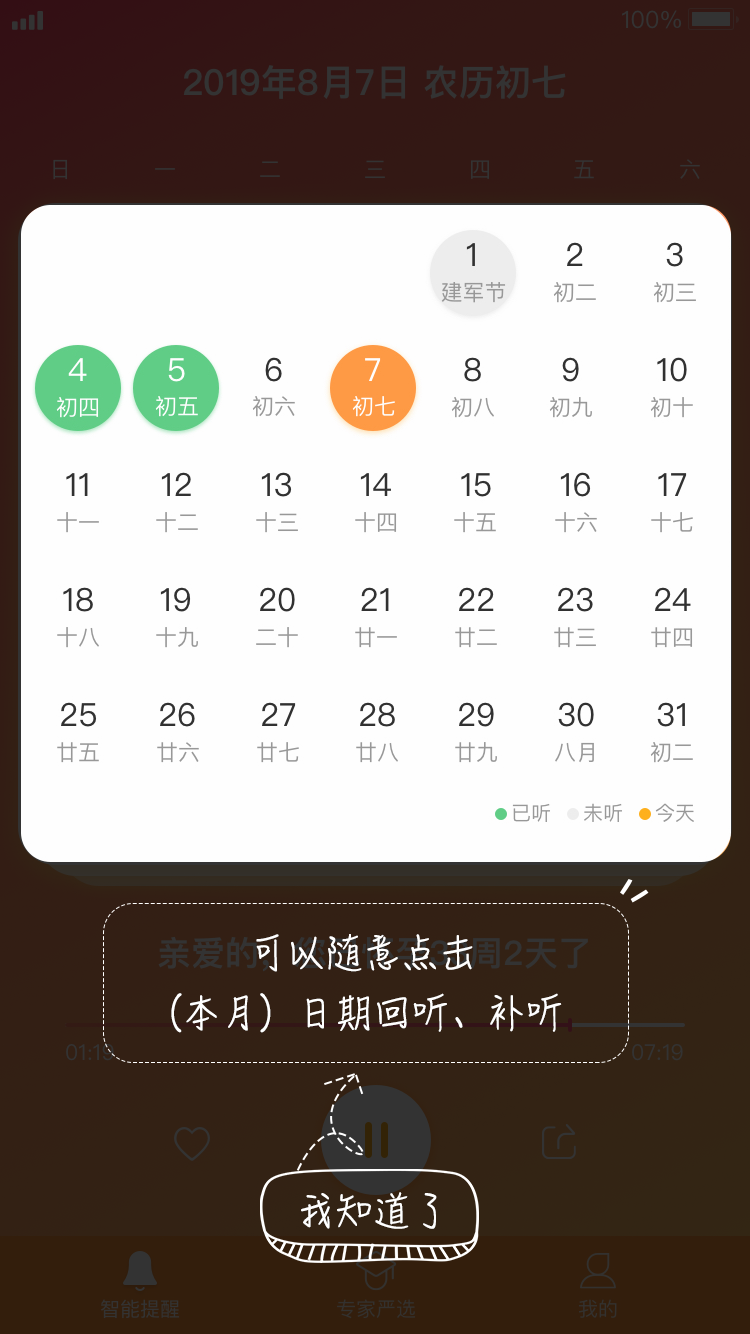 100%
2019年8月7日 农历初七
日 一 二 三 四 五 六
1 2 3
建军节 初二 初三
4 5 6 7 8 9 10
初四 初五 初六 初七 初八 初九 初十
11 12 13 14 15 16 17
十一 十二 十三 十四 十五 十六 十七
18 19 20 21 22 23 24
十八 十九 二十 廿一 廿二 廿三 廿四
25 26 27 28 29 30 31
廿五 廿六 廿七 廿八 廿九 八月 初二
已听 未听 今天
亲爱的 周2天了
可以随意点击
(本月) 日期回听、补听
01:19 07:19
我知道了
智能提醒 专家严选 我的